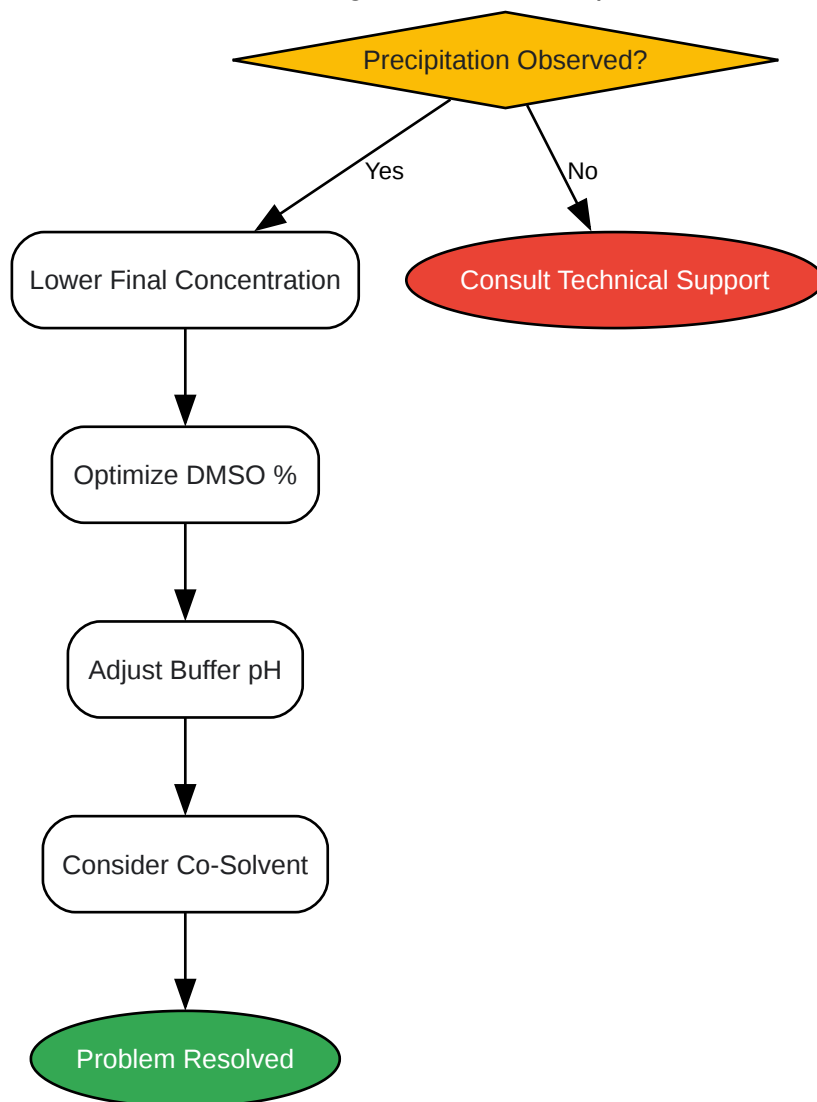 Precipitation Observed?
Yes
No
Lower Final Concentration
Consult Technical Support
Optimize DMSO %
Adjust Buffer pH
Consider Co-Solvent
Problem Resolved